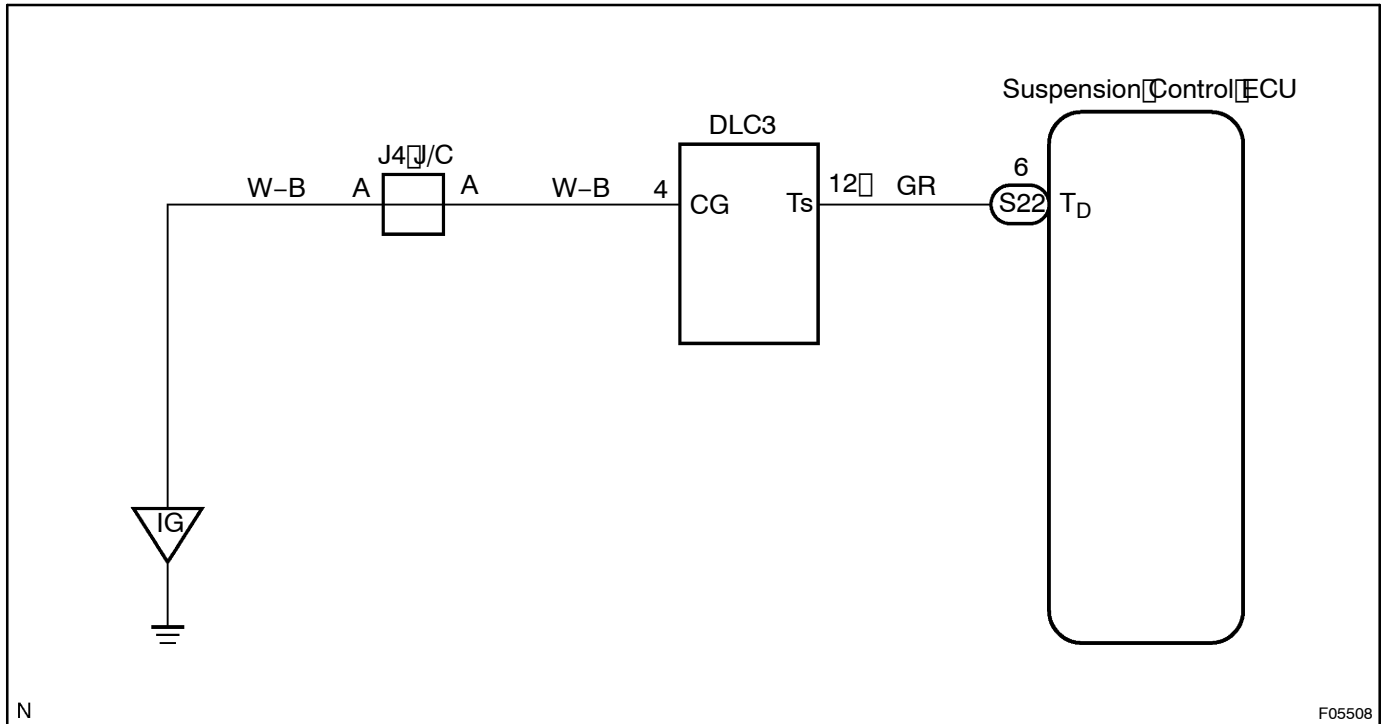 Suspension Control ECU
DLC3
J4 J/C
W-B A A W-B 4 CG Ts 12 GR 6 S22 TD
IG
N F05508